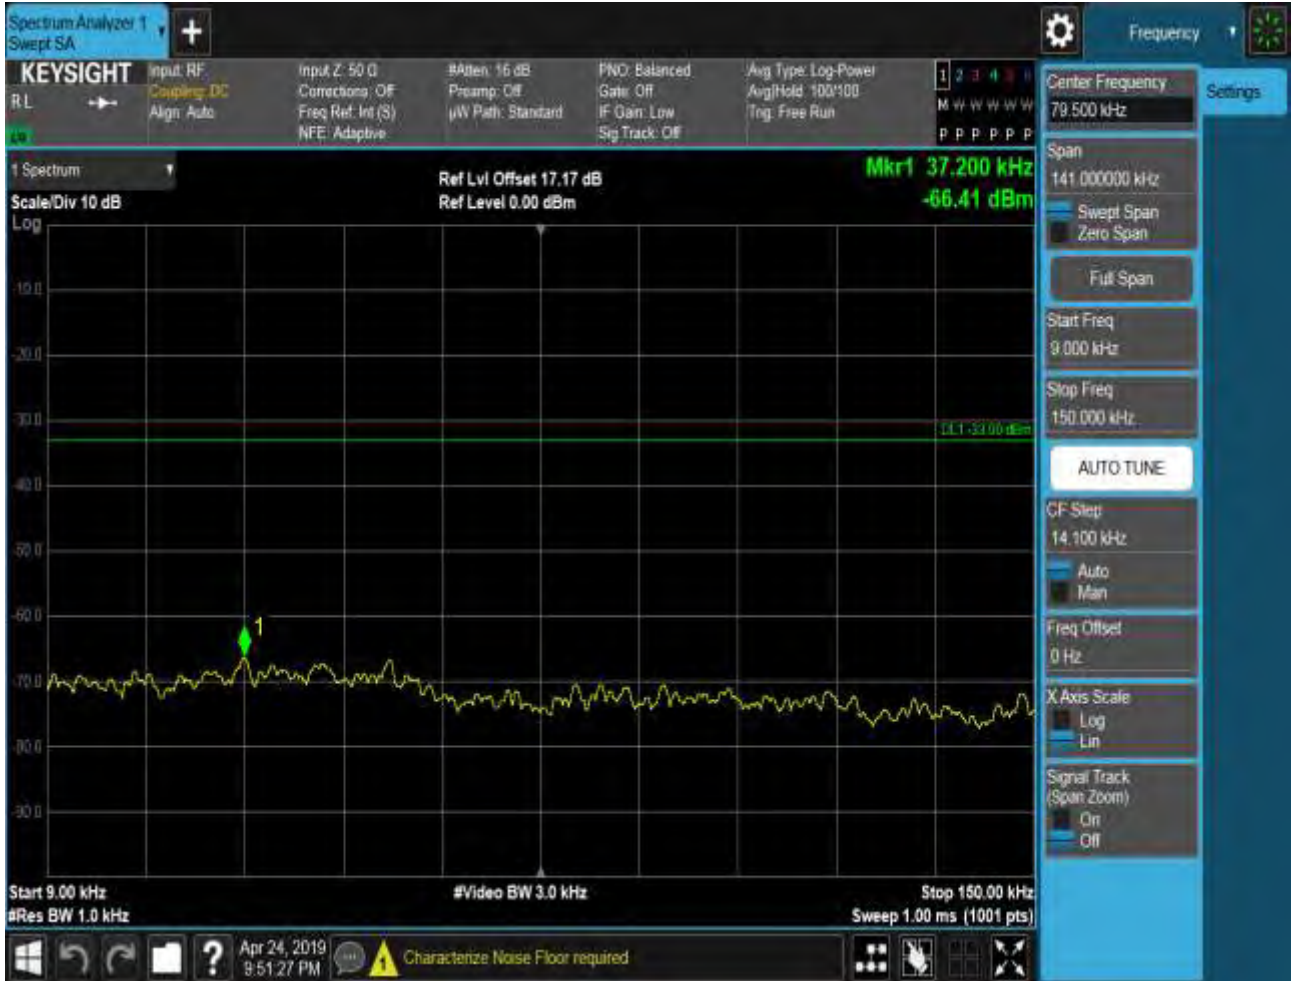 Spectrum Analyzer 1
Swept SA
Frequency
KEYSIGHT
RL
Input: RF
Coupling: DC
Align: Auto
Input Z: 50 Ω
Corrections: Off
Freq Ref: Int (S)
NFE: Adaptive
#Atten: 16 dB
Preamp: Off
µW Path: Standard
PNO: Balanced
Gate: Off
IF Gain: Low
Sig Track: Off
Avg Type: Log-Power
Avg|Hold: 100/100
Trig: Free Run
1 2 3 4 5 6
M W W W W W
P P P P P P
1 Spectrum
Scale/Div 10 dB
Log
Ref Lvl Offset 17.17 dB
Ref Level 0.00 dBm
Mkr1 37.200 kHz
-66.41 dBm
-10.0
-20.0
-30.0
DL1 -33.00 dBm
-40.0
-50.0
-60.0
1
-70.0
-80.0
-90.0
Start 9.00 kHz
#Video BW 3.0 kHz
Stop 150.00 kHz
#Res BW 1.0 kHz
Sweep 1.00 ms (1001 pts)
Center Frequency
79.500 kHz
Settings
Span
141.000000 kHz
Swept Span
Zero Span
Full Span
Start Freq
9.000 kHz
Stop Freq
150.000 kHz
AUTO TUNE
CF Step
14.100 kHz
Auto
Man
Freq Offset
0 Hz
X Axis Scale
Log
Lin
Signal Track
(Span Zoom)
On
Off
?
Apr 24, 2019
9:51:27 PM
1
Characterize Noise Floor required